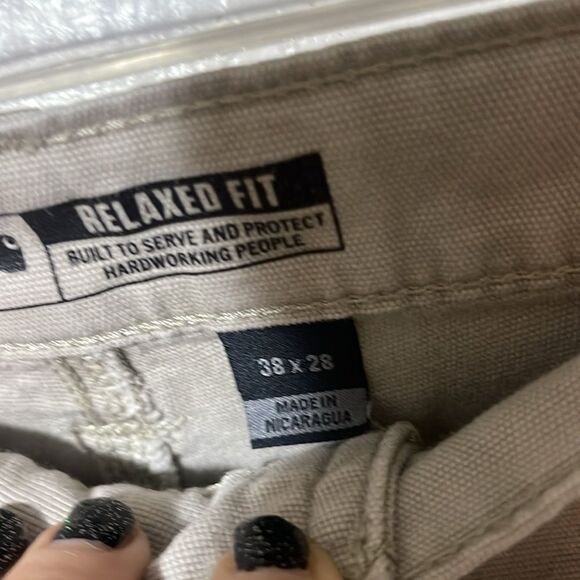 RELAXED FIT
BUILT TO SERVE AND PROTECT
HARDWORKING PEOPLE.
38 x 28
MADE IN
NICARAGUA